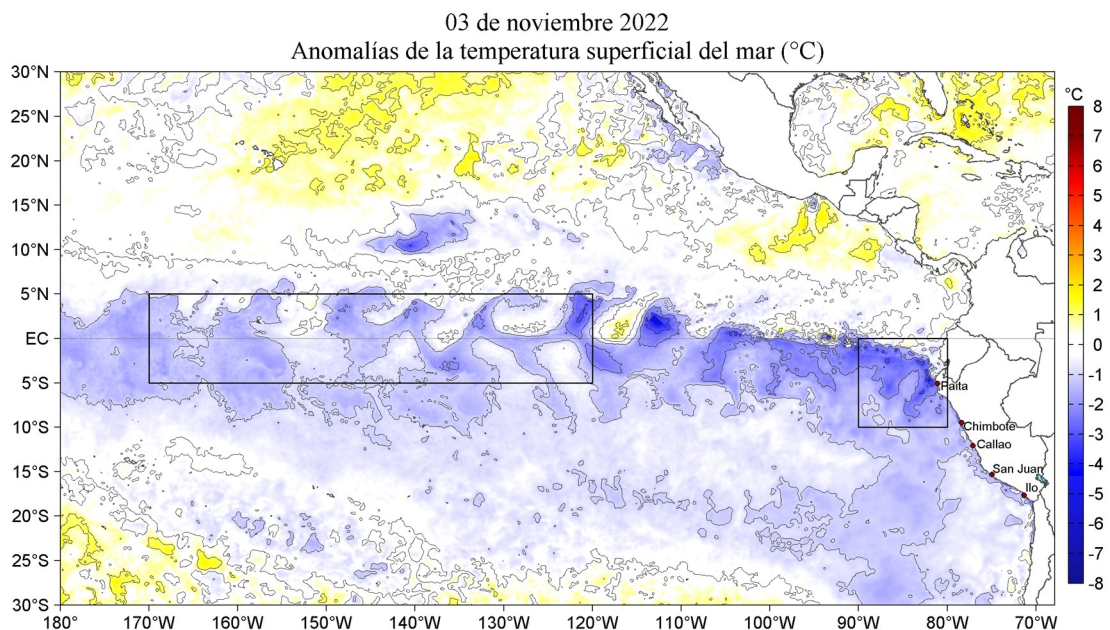 03 de noviembre 2022
Anomalías de la temperatura superficial del mar (°C)
30°N
25°N
20°N
15°N
10°N
5°N
EC
5°S
10°S
15°S
20°S
25°S
30°S
180°
170°W
160°W
150°W
140°W
130°W
120°W
110°W
100°W
90°W
80°W
70°W
Paita
Chimbote
Callao
San Juan
Ilo
°C
8
7
6
5
4
3
2
1
0
-1
-2
-3
-4
-5
-6
-7
-8